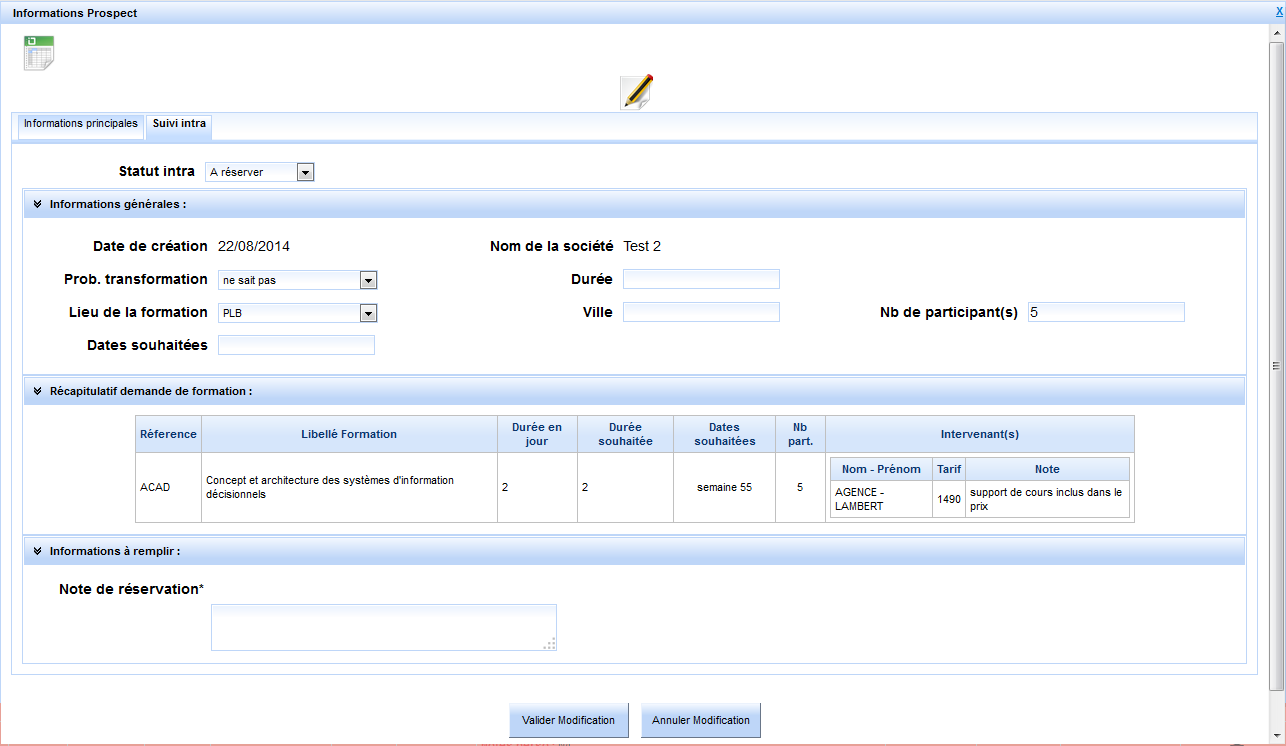 Informations Prospect X
Informations principales Suivi intra
Statut intra A réserver
Informations générales :
Date de création 22/08/2014 Nom de la société Test 2
Prob. transformation ne sait pas Durée
Lieu de la formation PLB Ville Nb de participant(s) 5
Dates souhaitées
Récapitulatif demande de formation :
Réference Libellé Formation Durée en jour Durée souhaitée Dates souhaitées Nb part. Intervenant(s)
Nom - Prénom Tarif Note
ACAD Concept et architecture des systèmes d'information décisionnels 2 2 semaine 55 5 AGENCE - LAMBERT 1490 support de cours inclus dans le prix
Informations à remplir :
Note de réservation*
Valider Modification Annuler Modification